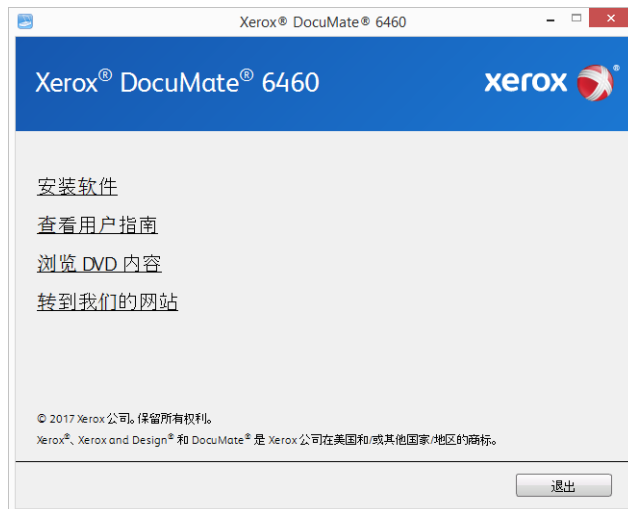 Xerox® DocuMate® 6460
Xerox® DocuMate® 6460
xerox ®
安装软件
查看用户指南
浏览 DVD 内容
转到我们的网站
© 2017 Xerox 公司。保留所有权利。
Xerox®、Xerox and Design® 和 DocuMate® 是 Xerox 公司在美国和/或其他国家/地区的商标。
退出